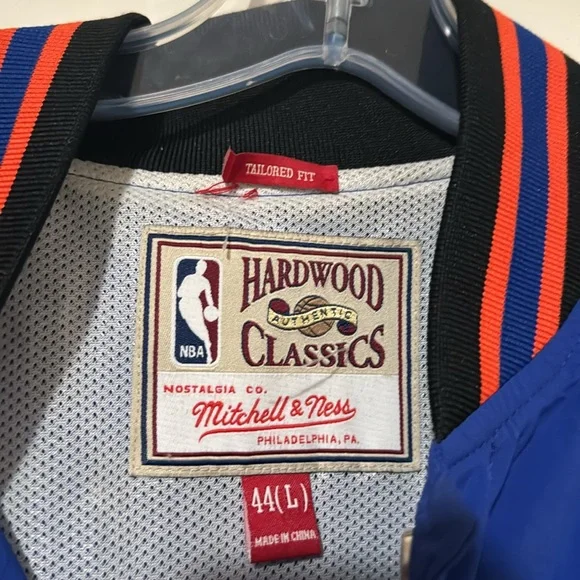 TAILORED FIT
HARDWOOD
AUTHENTIC
CLASSICS
NBA
NOSTALGIA CO.
Mitchell & Ness
PHILADELPHIA, PA.
44(L)
MADE IN CHINA